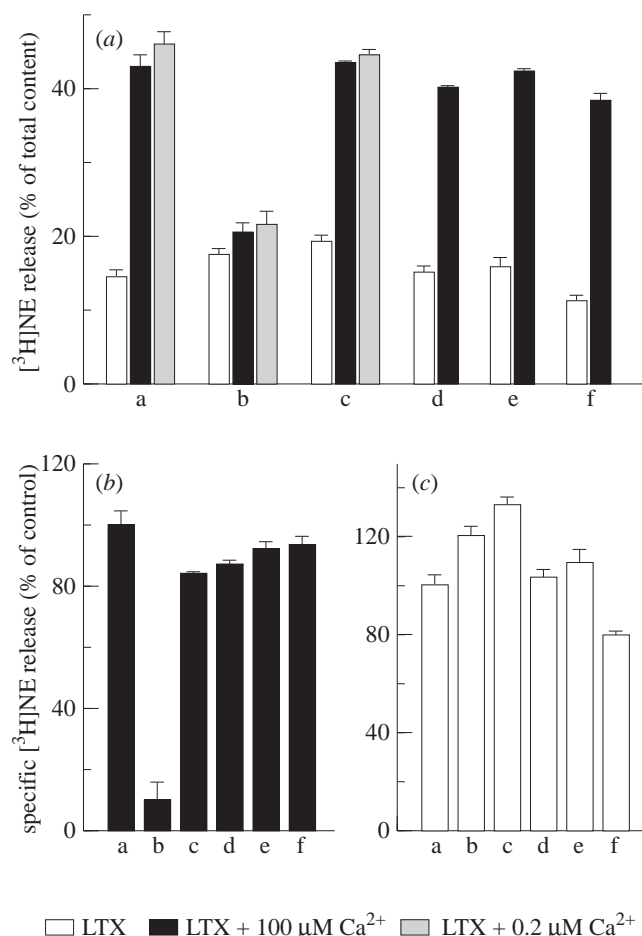 (a)
[³H]NE release (% of total content)
40
20
0
a b c d e f
(b) (c)
specific [³H]NE release (% of control)
120
80
40
0
120
80
40
0
a b c d e f
a b c d e f
LTX LTX + 100 µM Ca²⁺ LTX + 0.2 µM Ca²⁺